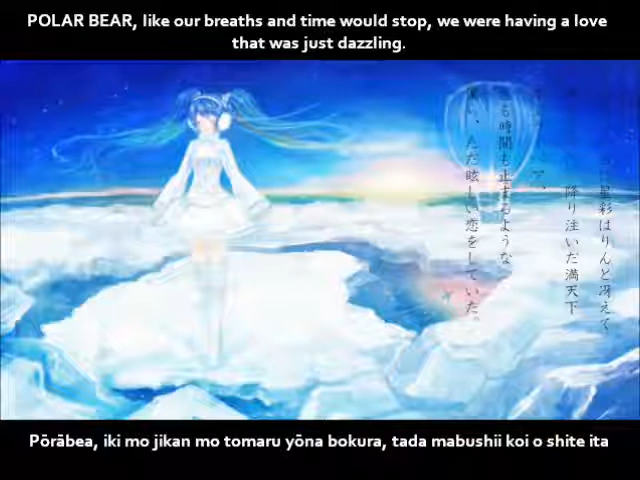 POLAR BEAR, like our breaths and time would stop, we were having a love
that was just dazzling.
星彩はりんと冴えて
降り注いだ満天下
も時間も止まるような
ただ眩しい恋をしていた。
Pōrābea, iki mo jikan mo tomaru yōna bokura, tada mabushii koi o shite ita